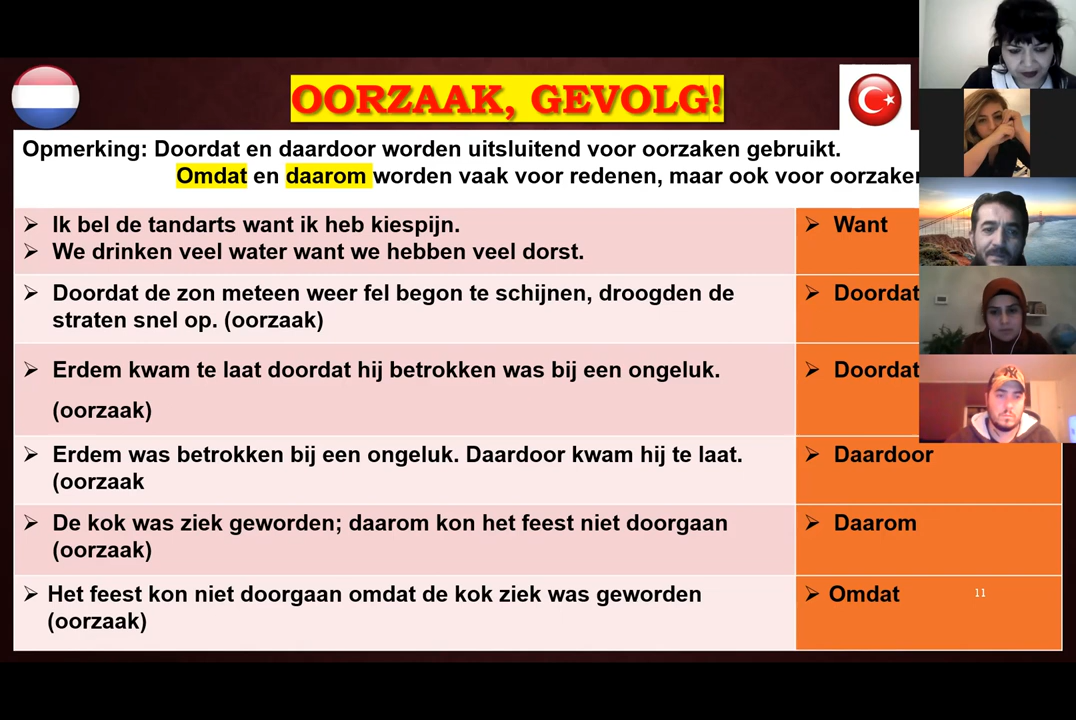 OORZAAK, GEVOLG!
Opmerking: Doordat en daardoor worden uitsluitend voor oorzaken gebruikt.
Omdat en daarom worden vaak voor redenen, maar ook voor oorzaken
Ik bel de tandarts want ik heb kiespijn.
We drinken veel water want we hebben veel dorst.
Want
Doordat de zon meteen weer fel begon te schijnen, droogden de
straten snel op. (oorzaak)
Doordat
Erdem kwam te laat doordat hij betrokken was bij een ongeluk.
(oorzaak)
Doordat
Erdem was betrokken bij een ongeluk. Daardoor kwam hij te laat.
(oorzaak
Daardoor
De kok was ziek geworden; daarom kon het feest niet doorgaan
(oorzaak)
Daarom
Het feest kon niet doorgaan omdat de kok ziek was geworden
(oorzaak)
Omdat
11